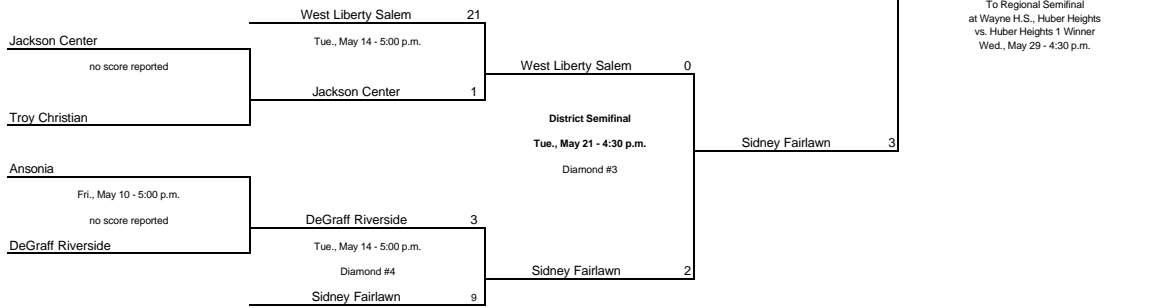 To Regional Semifinal
at Wayne H.S., Huber Heights
vs. Huber Heights 1 Winner
Wed., May 29 - 4:30 p.m.
West Liberty Salem 21
Jackson Center
Tue., May 14 - 5:00 p.m.
no score reported
West Liberty Salem 0
Jackson Center 1
Troy Christian
District Semifinal
Tue., May 21 - 4:30 p.m.
Sidney Fairlawn 3
Diamond #3
Ansonia
Fri., May 10 - 5:00 p.m.
no score reported
DeGraff Riverside 3
DeGraff Riverside
Tue., May 14 - 5:00 p.m.
Diamond #4
Sidney Fairlawn 2
Sidney Fairlawn 9